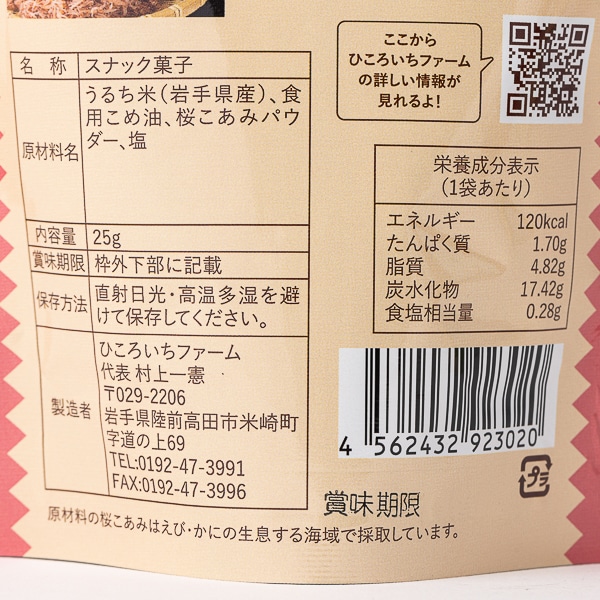 ここから
ひころいちファーム
の詳しい情報が
見れるよ!
名 称 スナック菓子
原材料名 うるち米(岩手県産)、食
用こめ油、桜こあみパウ
ダー、塩
内容量 25g
賞味期限 枠外下部に記載
保存方法 直射日光・高温多湿を避
けて保存してください。
製造者 ひころいちファーム
代表 村上一憲
〒029-2206
岩手県陸前高田市米崎町
字道の上69
TEL:0192-47-3991
FAX:0192-47-3996
栄養成分表示
(1袋あたり)
エネルギー 120kcal
たんぱく質 1.70g
脂質 4.82g
炭水化物 17.42g
食塩相当量 0.28g
4 562432 923020
プラ
賞味期限
原材料の桜こあみはえび・かにの生息する海域で採取しています。